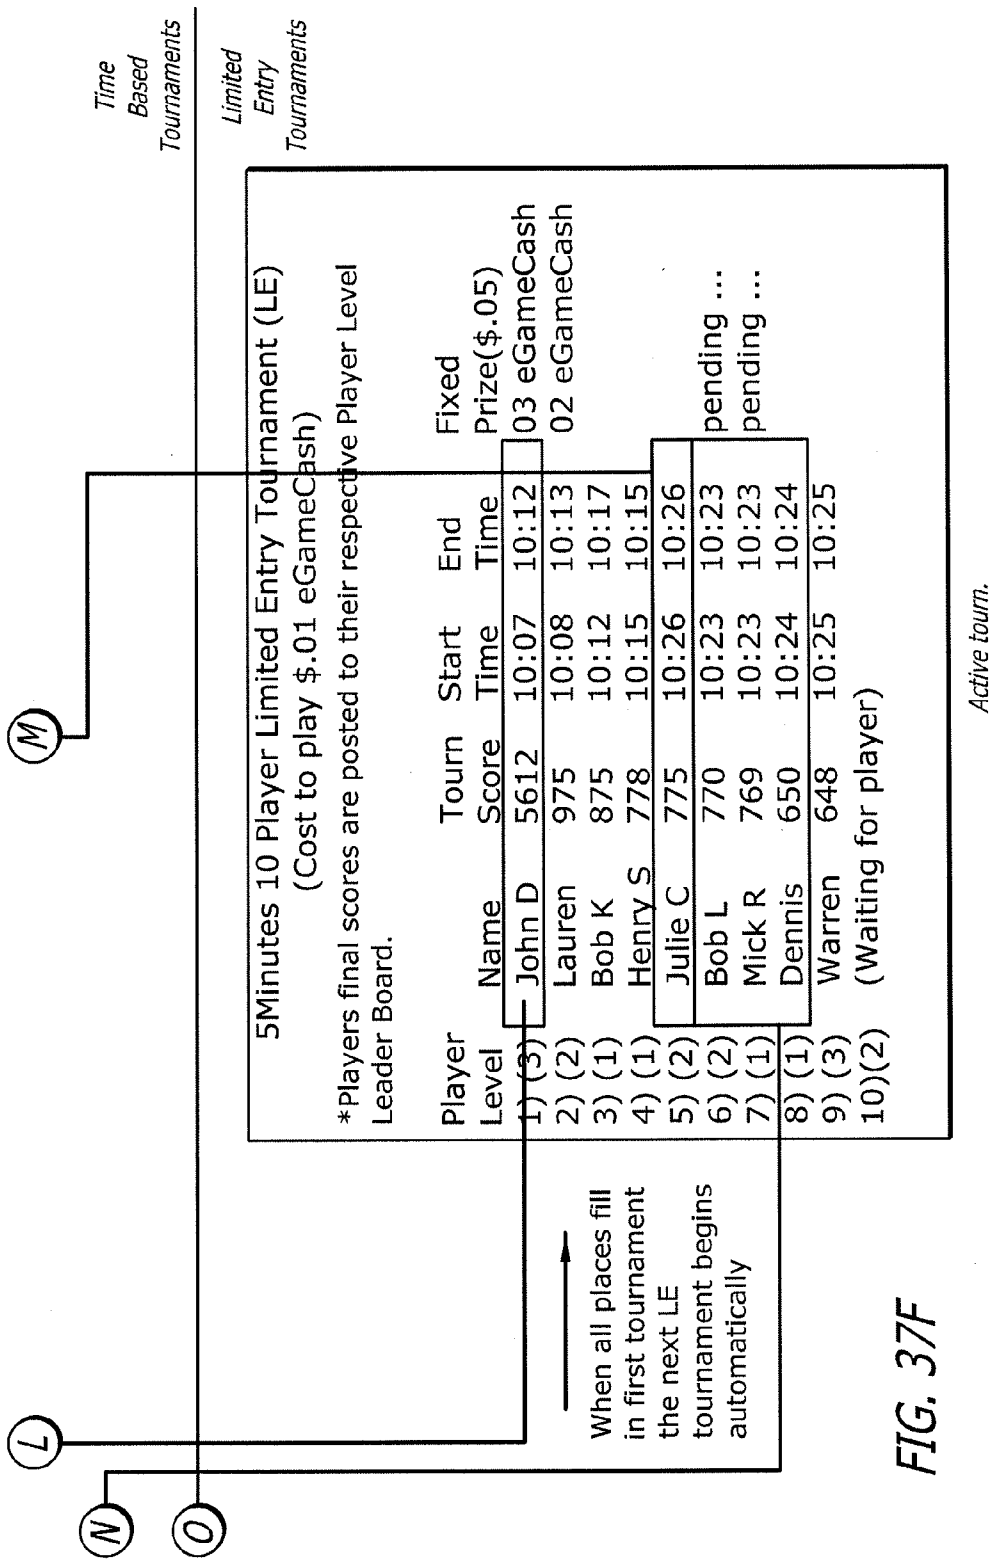 Time
Based
Tournaments
Limited
Entry
Tournaments
L
N
O
M
5Minutes 10 Player Limited Entry Tournament (LE)
(Cost to play $.01 eGameCash)
*Players final scores are posted to their respective Player Level
Leader Board.
Player Tourn Start End Fixed
Level Name Score Time Time Prize($.05)
1) (3) John D 5612 10:07 10:12 03 eGameCash
2) (2) Lauren 975 10:08 10:13 02 eGameCash
3) (1) Bob K 875 10:12 10:17
4) (1) Henry S 778 10:15 10:15
5) (2) Julie C 775 10:26 10:26
6) (2) Bob L 770 10:23 10:23 pending ...
7) (1) Mick R 769 10:23 10:23 pending ...
8) (1) Dennis 650 10:24 10:24
9) (3) Warren 648 10:25 10:25
10)(2) (Waiting for player)
When all places fill
in first tournament
the next LE
tournament begins
automatically
Active tourn.
FIG. 37F